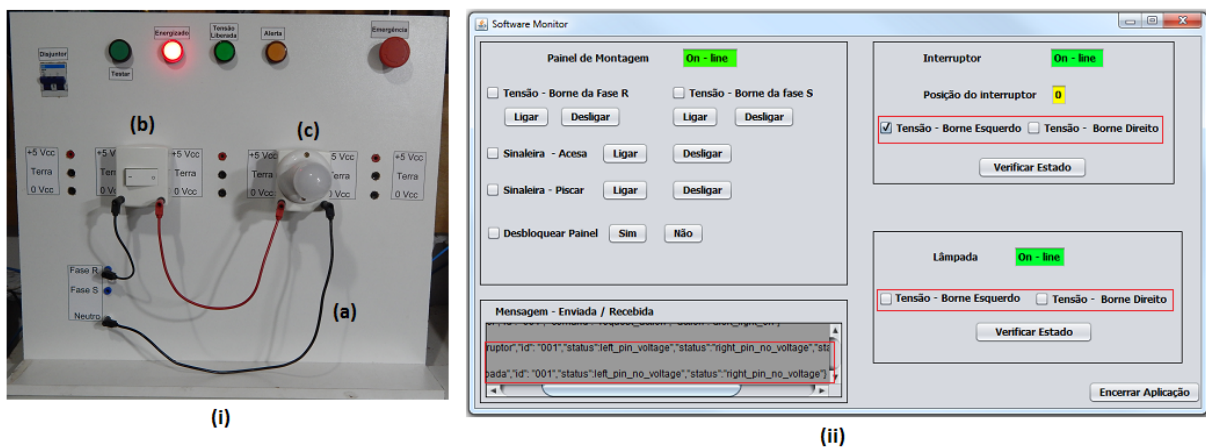 Energizado
Tensão
Liberada
Alerta
Emergência
Disjuntor
Testar
(b)
(c)
+5 Vcc
Terra
0 Vcc
+5 Vcc
Terra
0 Vcc
+5 Vcc
Terra
0 Vcc
+5 Vcc
Terra
0 Vcc
+5 Vcc
Terra
0 Vcc
Fase R
Fase S
Neutro
(a)
(i)
Software Monitor
Painel de Montagem On - line
Tensão - Borne da Fase R Tensão - Borne da fase S
Ligar Desligar Ligar Desligar
Sinaleira - Acesa Ligar Desligar
Sinaleira - Piscar Ligar Desligar
Desbloquear Painel Sim Não
Mensagem - Enviada / Recebida
ruptor","id": "001","status":left_pin_voltage","status":"right_pin_no_voltage","sta
pada","id": "001","status":left_pin_no_voltage","status":"right_pin_no_voltage"}
Interruptor On - line
Posição do interruptor 0
Tensão - Borne Esquerdo Tensão - Borne Direito
Verificar Estado
Lâmpada On - line
Tensão - Borne Esquerdo Tensão - Borne Direito
Verificar Estado
Encerrar Aplicação
(ii)